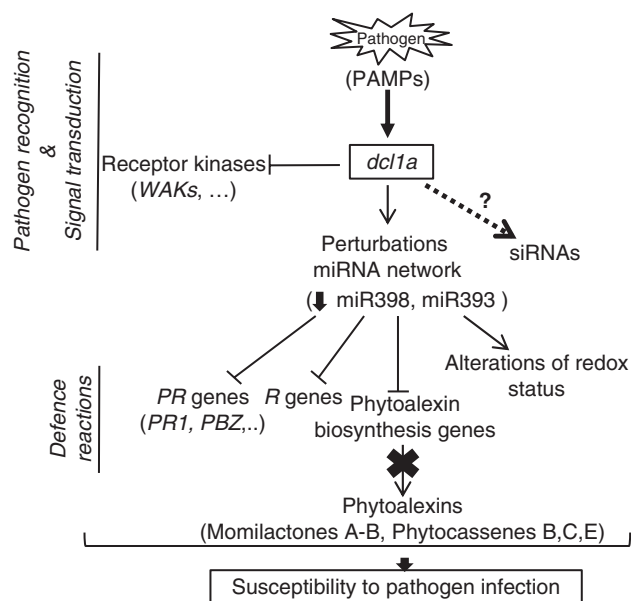 Pathogen
(PAMPs)
Pathogen recognition
&
Signal transduction
Receptor kinases
(WAKs, …)
dcl1a
?
siRNAs
Perturbations
miRNA network
( miR398, miR393 )
Alterations of redox
status
Defence
reactions
PR genes
(PR1, PBZ,..)
R genes
Phytoalexin
biosynthesis genes
Phytoalexins
(Momilactones A-B, Phytocassenes B,C,E)
Susceptibility to pathogen infection